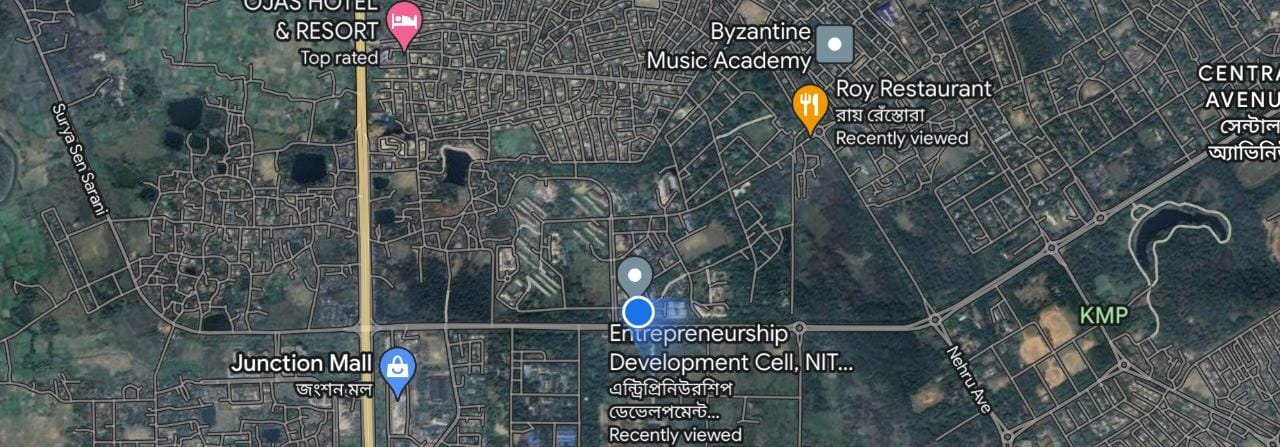 OJAS HOTEL
& RESORT
Top rated
Byzantine
Music Academy
Roy Restaurant
রায় রেঁস্তোরা
Recently viewed
CENTRA
AVENU
সেন্টাল
অ্যাভিনি
Surya Sen Sarani
KMP
Entrepreneurship
Development Cell, NIT...
এন্ট্রিপ্রিনিউরশিপ
ডেভেলপমেন্ট...
Recently viewed
Junction Mall
জংশন মল
Nehru Ave